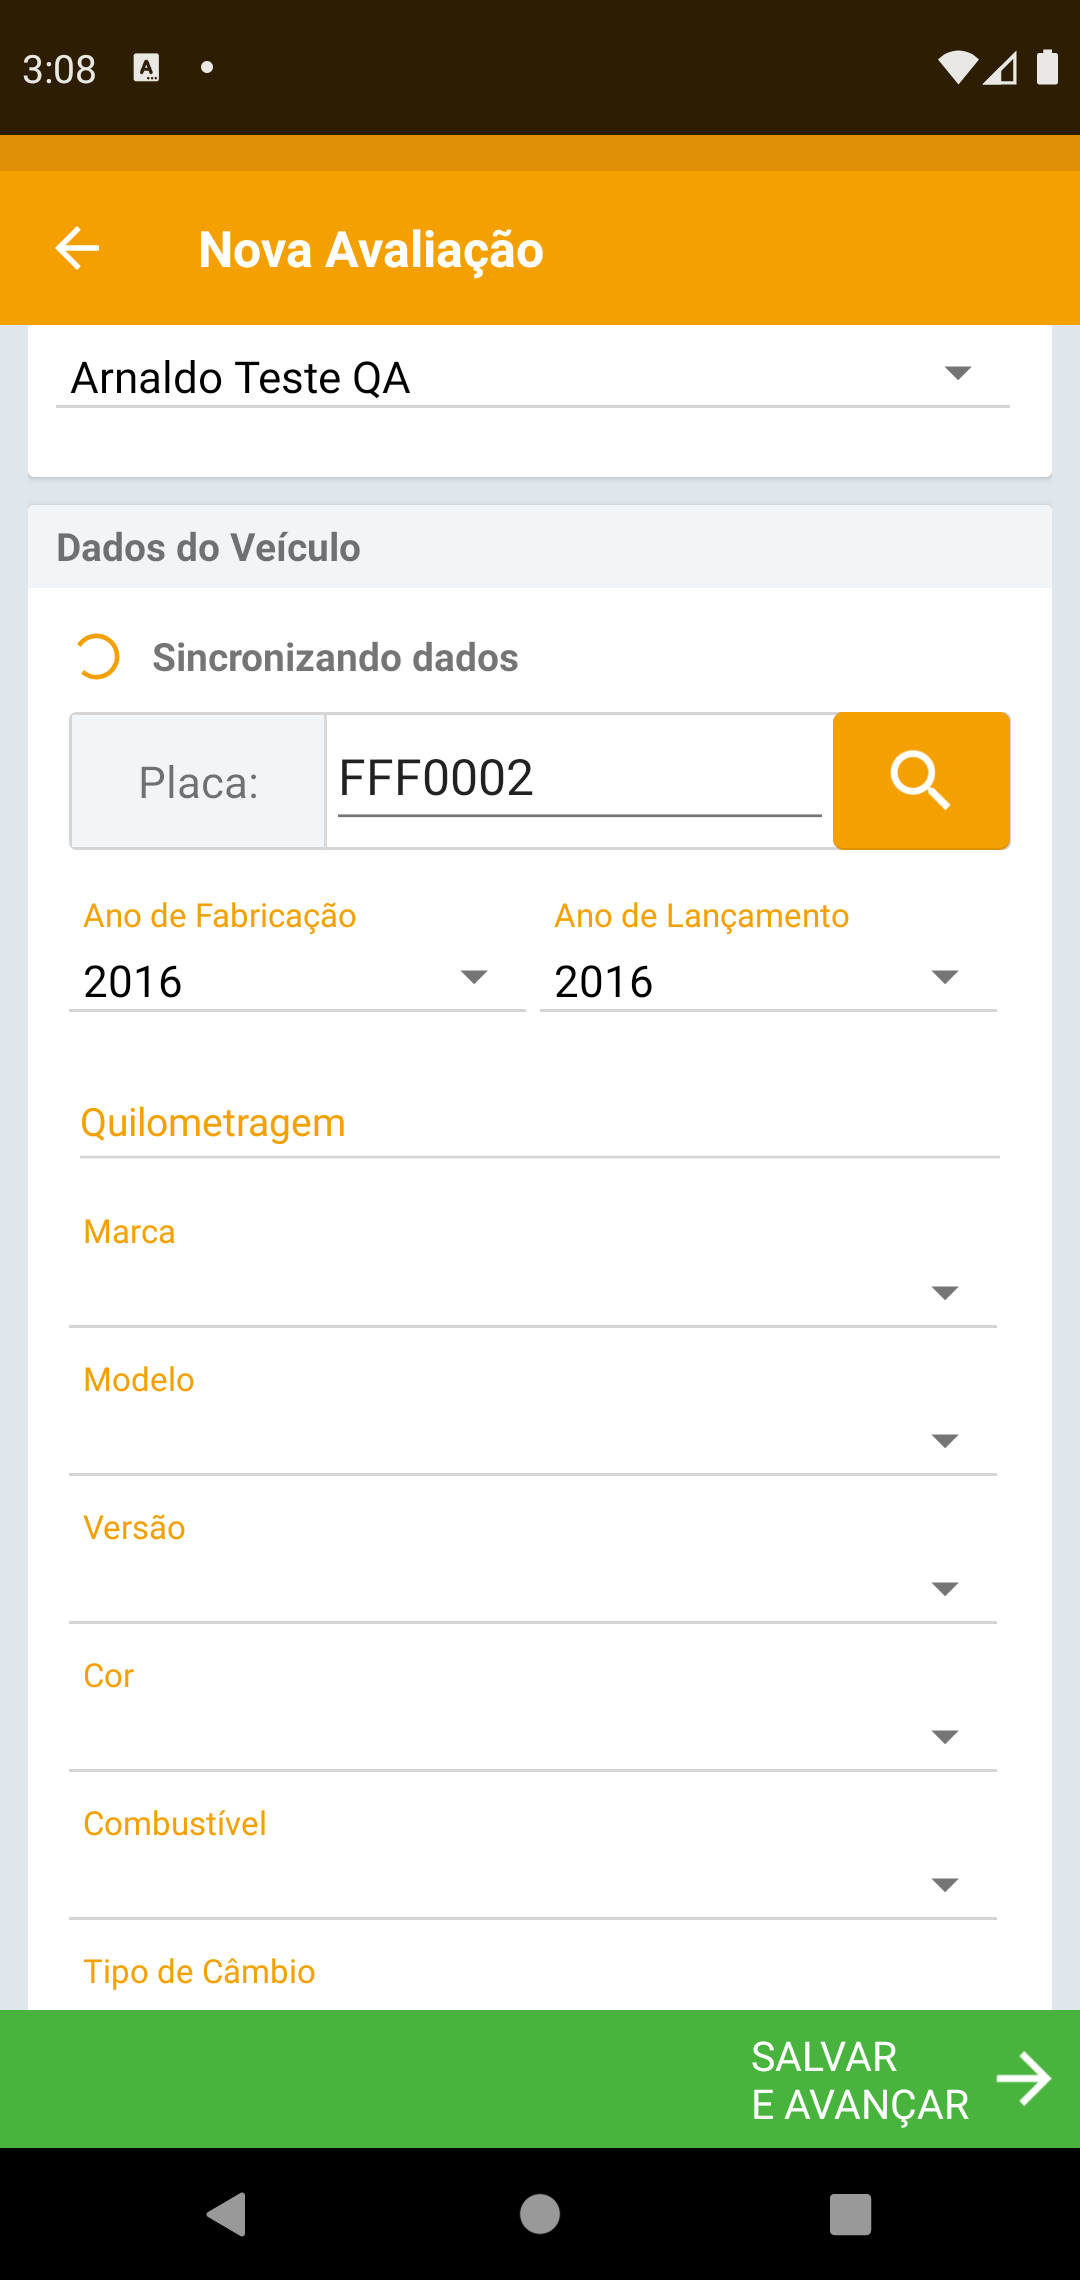 3:08
Nova Avaliação
Arnaldo Teste QA
Dados do Veículo
Sincronizando dados
Placa:
FFF0002
Ano de Fabricação
Ano de Lançamento
2016
2016
Quilometragem
Marca
Modelo
Versão
Cor
Combustível
Tipo de Câmbio
SALVAR
E AVANÇAR